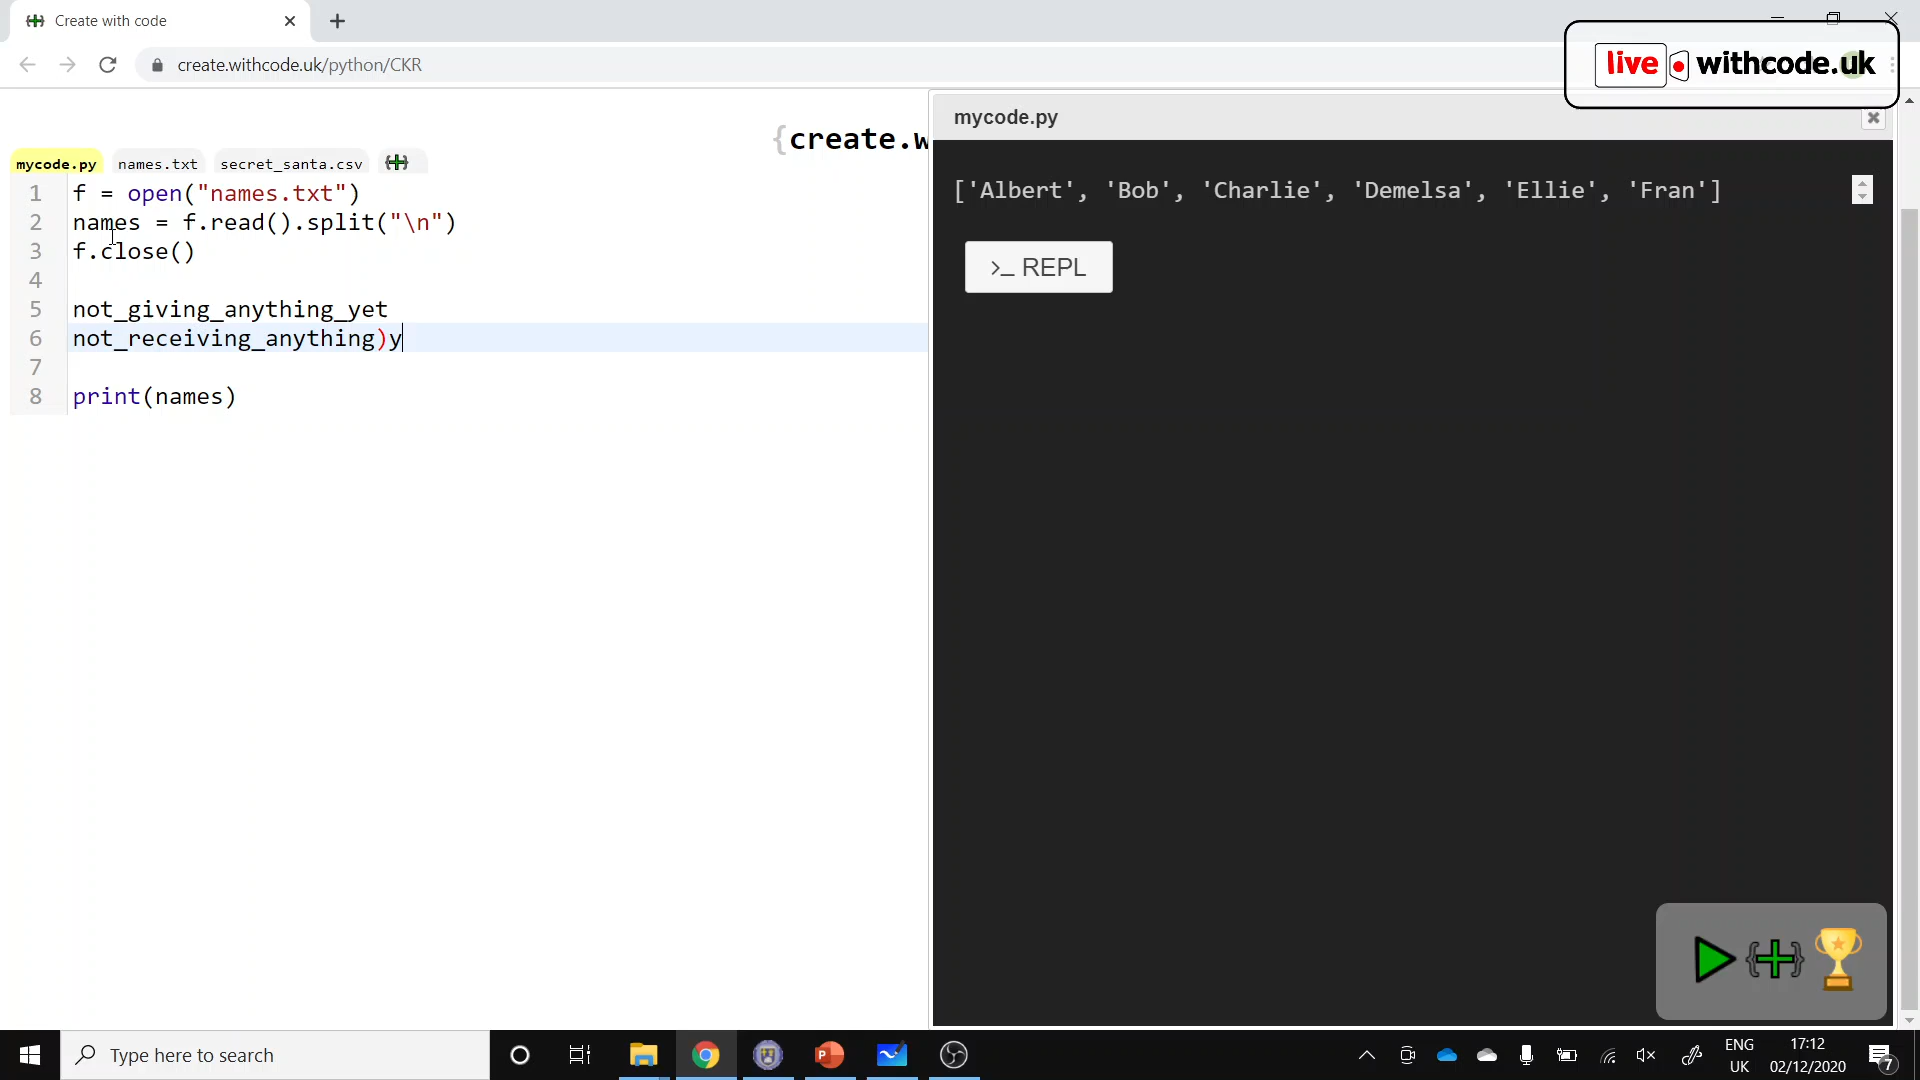 Create with code
create.withcode.uk/python/CKR
live withcode.uk
{create.w
mycode.py
mycode.py names.txt secret_santa.csv
1 f = open("names.txt")
2 names = f.read().split("\n")
3 f.close()
4
5 not_giving_anything_yet
6 not_receiving_anything)y
7
8 print(names)
['Albert', 'Bob', 'Charlie', 'Demelsa', 'Ellie', 'Fran']
>_ REPL
Type here to search
ENG
UK
17:12
02/12/2020
7